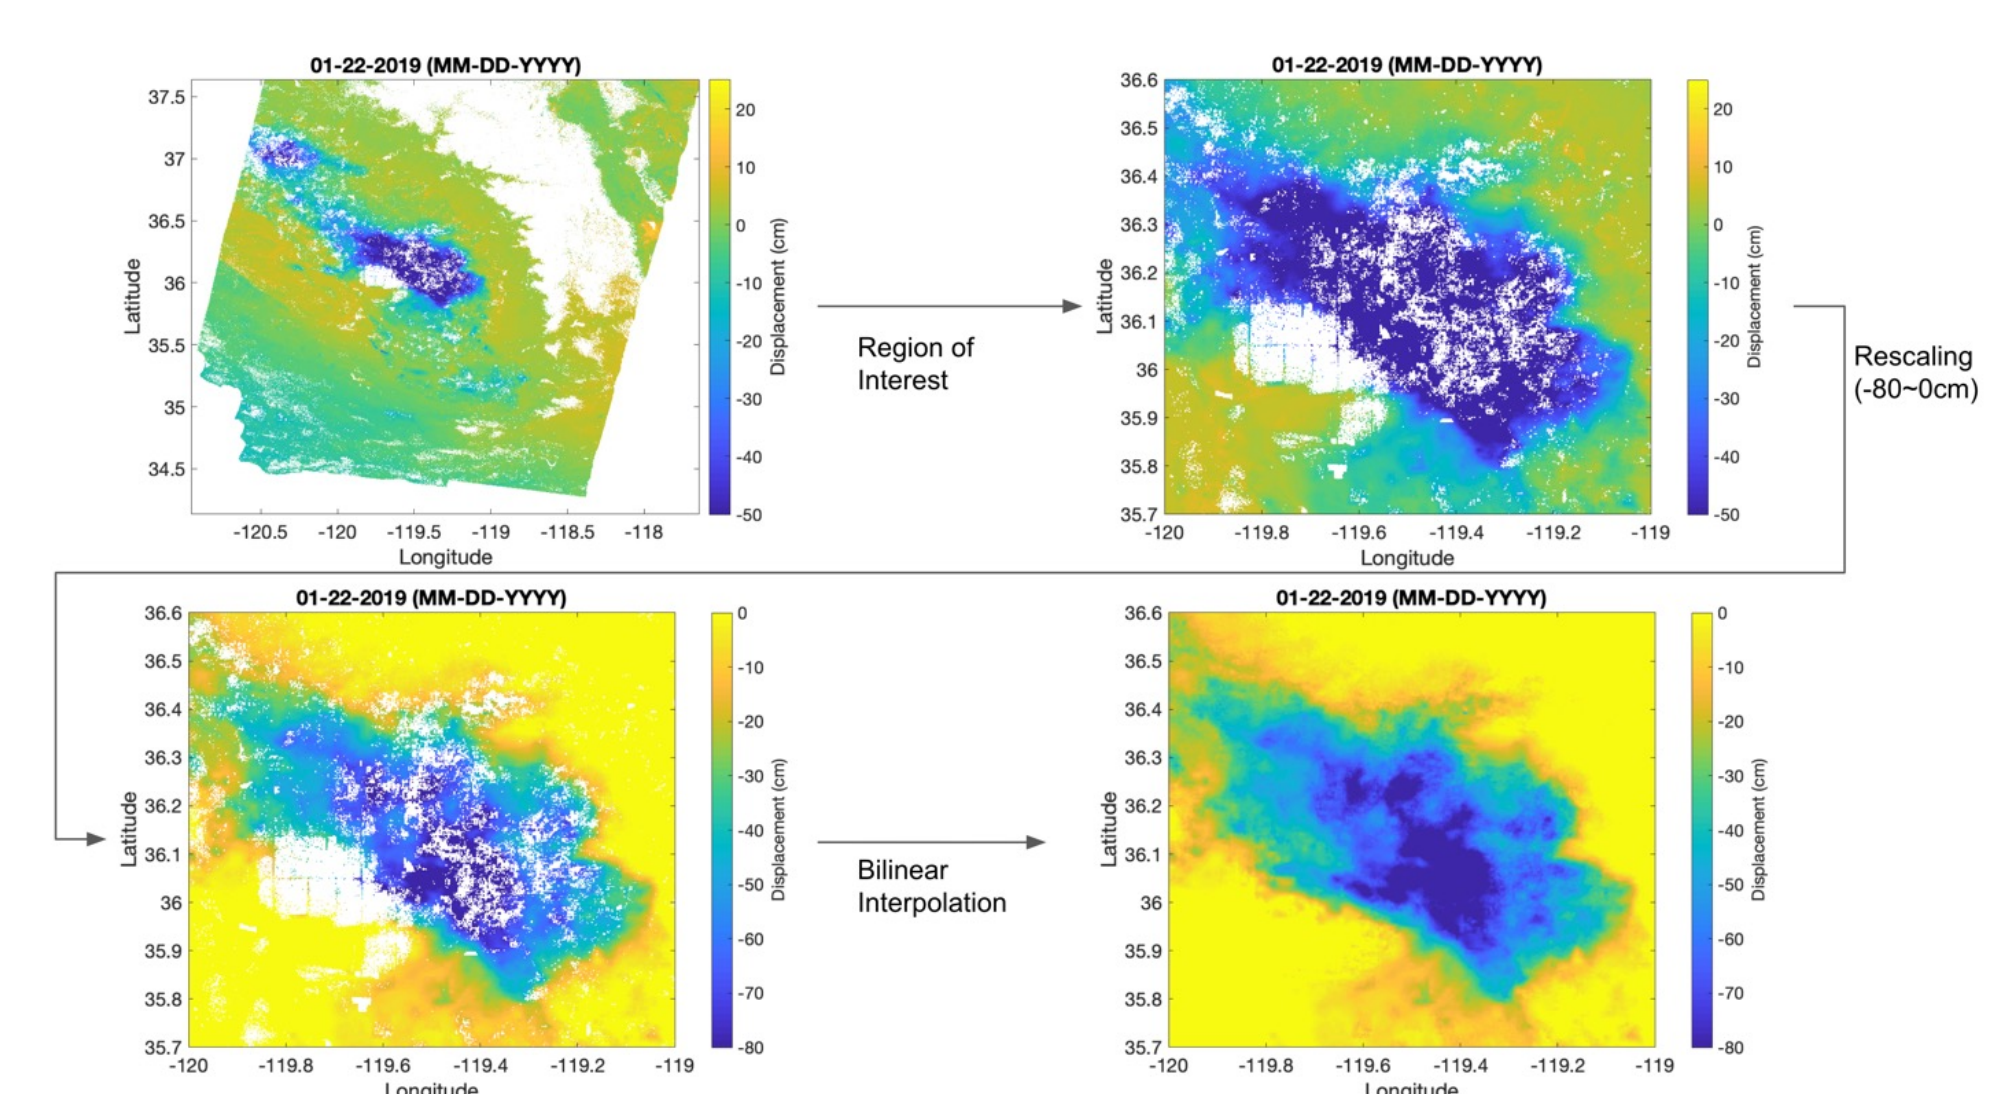 01-22-2019 (MM-DD-YYYY)
37.5
37
36.5
36
35.5
35
34.5
Latitude
-120.5 -120 -119.5 -119 -118.5 -118
Longitude
20
10
0
-10
-20
-30
-40
-50
Displacement (cm)
Region of
Interest
01-22-2019 (MM-DD-YYYY)
36.6
36.5
36.4
36.3
36.2
36.1
36
35.9
35.8
35.7
Latitude
-120 -119.8 -119.6 -119.4 -119.2 -119
Longitude
20
10
0
-10
-20
-30
-40
-50
Displacement (cm)
Rescaling
(-80~0cm)
01-22-2019 (MM-DD-YYYY)
36.6
36.5
36.4
36.3
36.2
36.1
36
35.9
35.8
35.7
Latitude
-120 -119.8 -119.6 -119.4 -119.2 -119
Longitude
0
-10
-20
-30
-40
-50
-60
-70
-80
Displacement (cm)
Bilinear
Interpolation
01-22-2019 (MM-DD-YYYY)
36.6
36.5
36.4
36.3
36.2
36.1
36
35.9
35.8
35.7
Latitude
-120 -119.8 -119.6 -119.4 -119.2 -119
Longitude
0
-10
-20
-30
-40
-50
-60
-70
-80
Displacement (cm)